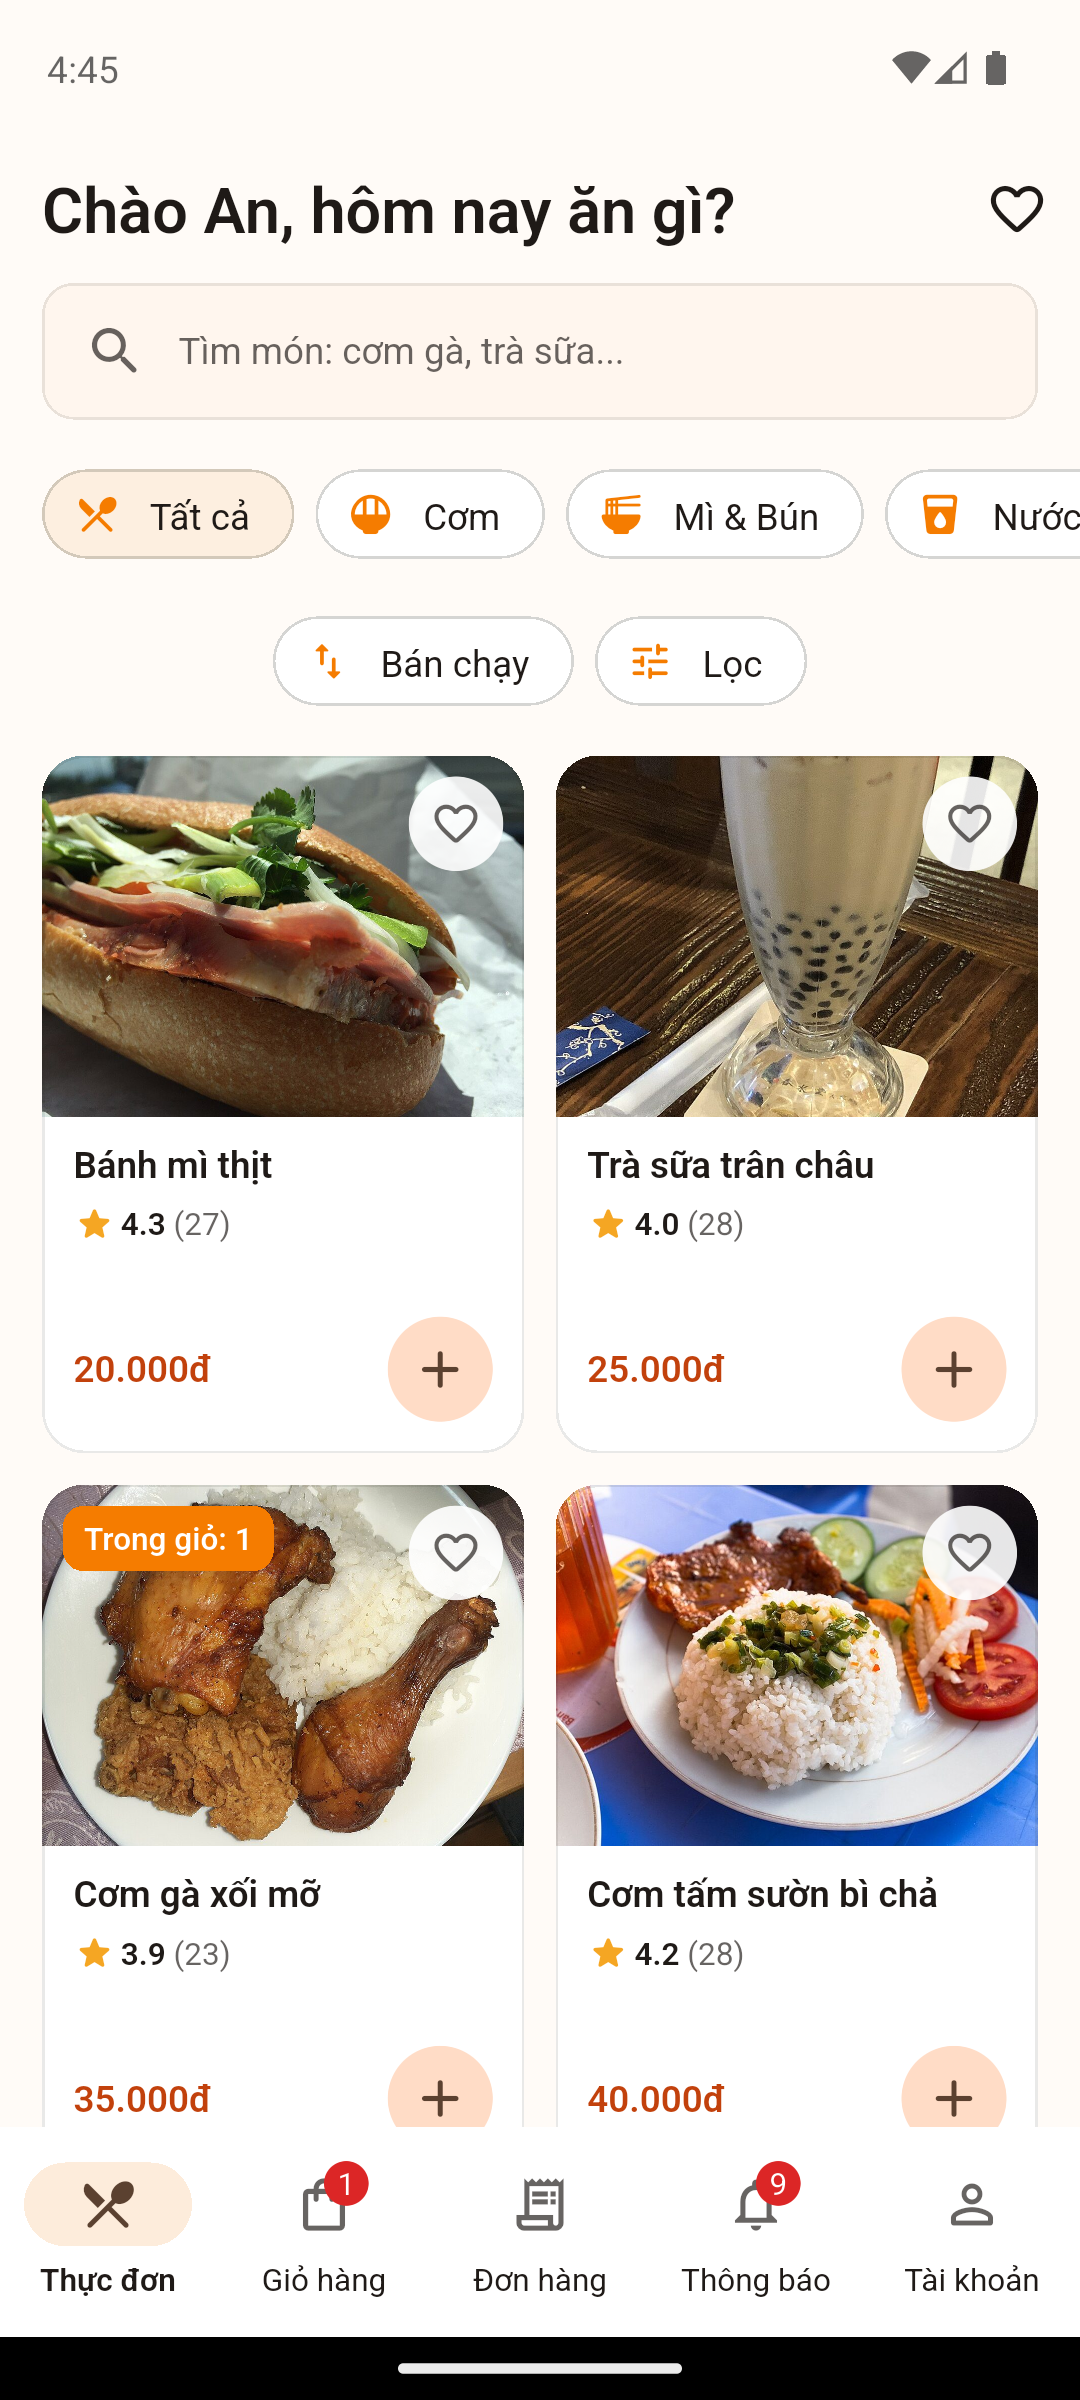 4:45
Chào An, hôm nay ăn gì?
Tìm món: cơm gà, trà sữa...
Tất cả
Cơm
Mì & Bún
Nước
Bán chạy
Lọc
Bánh mì thịt
4.3 (27)
20.000đ
Trà sữa trân châu
4.0 (28)
25.000đ
Trong giỏ: 1
Cơm gà xối mỡ
3.9 (23)
35.000đ
Cơm tấm sườn bì chả
4.2 (28)
40.000đ
Thực đơn
1
Giỏ hàng
Đơn hàng
9
Thông báo
Tài khoản